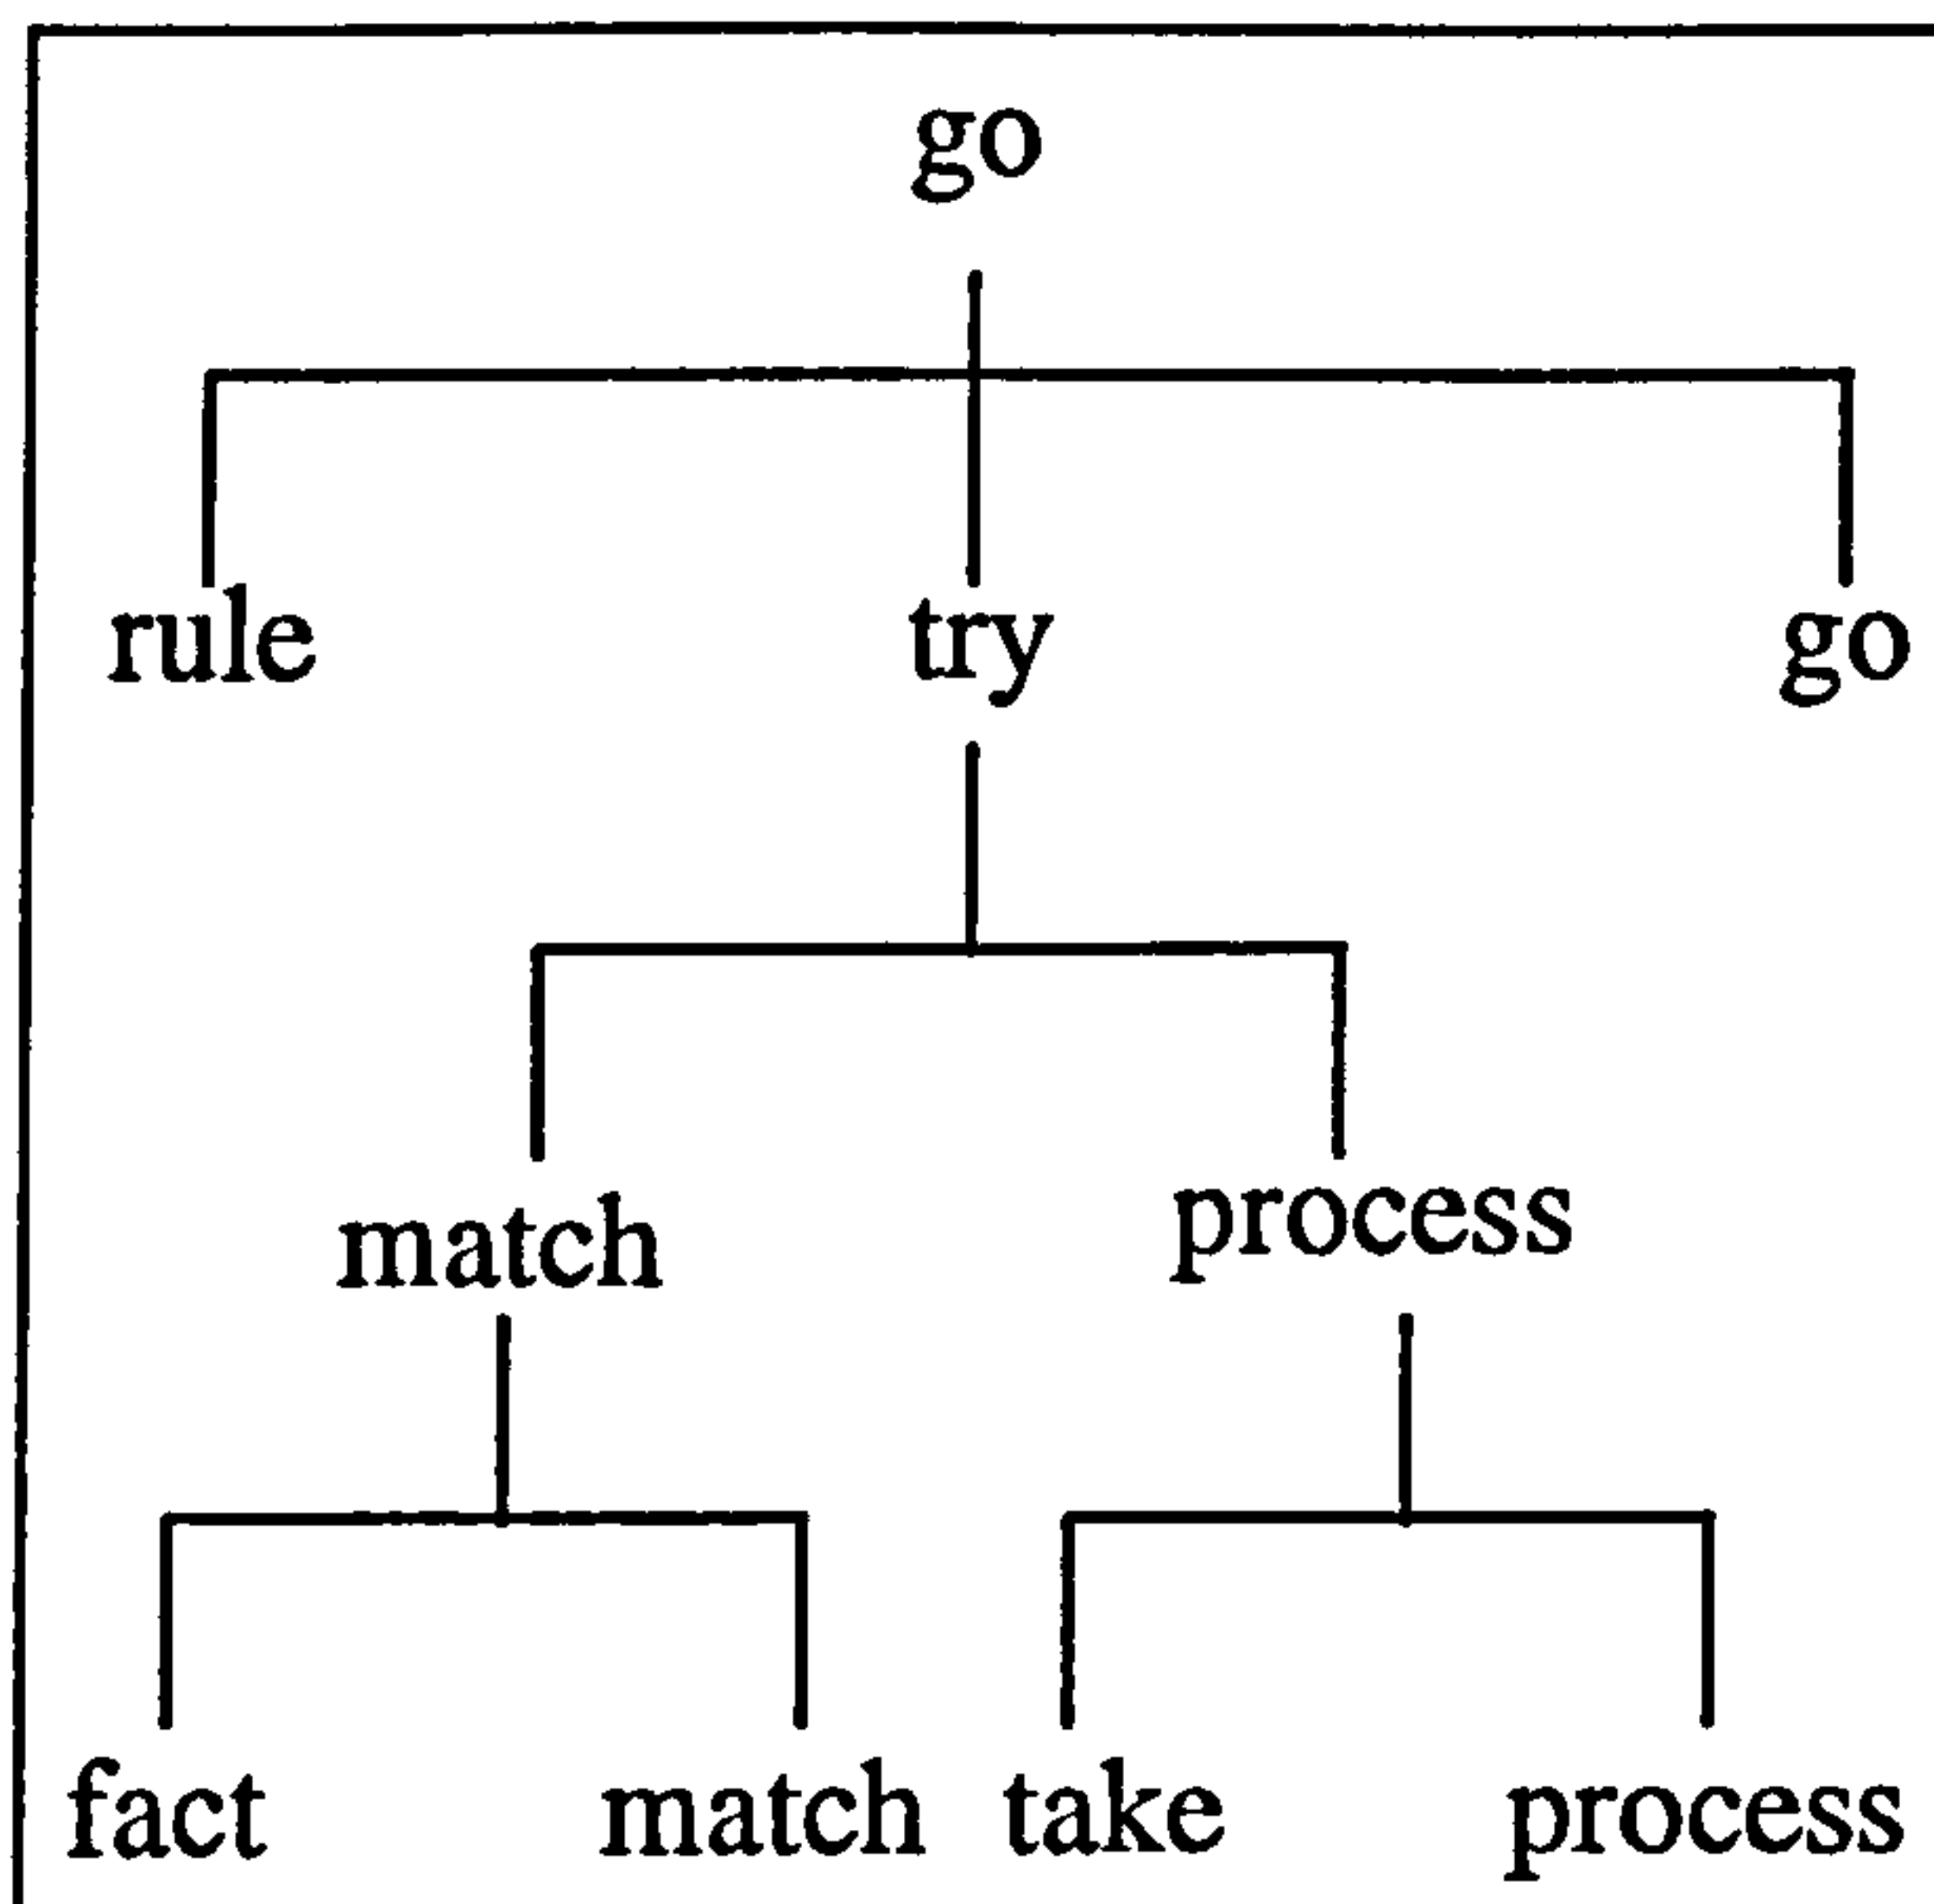 go
rule try go
match process
fact match take process